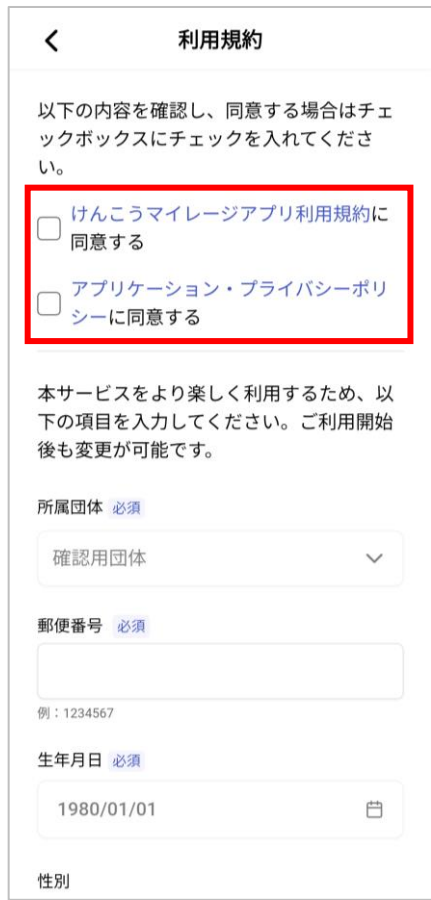 利用規約
以下の内容を確認し、同意する場合はチェ
ックボックスにチェックを入れてくださ
い。
けんこうマイレージアプリ利用規約に
同意する
アプリケーション・プライバシーポリ
シーに同意する
本サービスをより楽しく利用するため、以
下の項目を入力してください。ご利用開始
後も変更が可能です。
所属団体 必須
確認用団体
郵便番号 必須
例：1234567
生年月日 必須
1980/01/01
性別